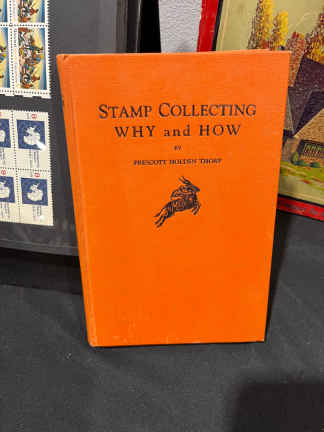 STAMP COLLECTING
WHY and HOW
BY
PRESCOTT HOLDEN THORP